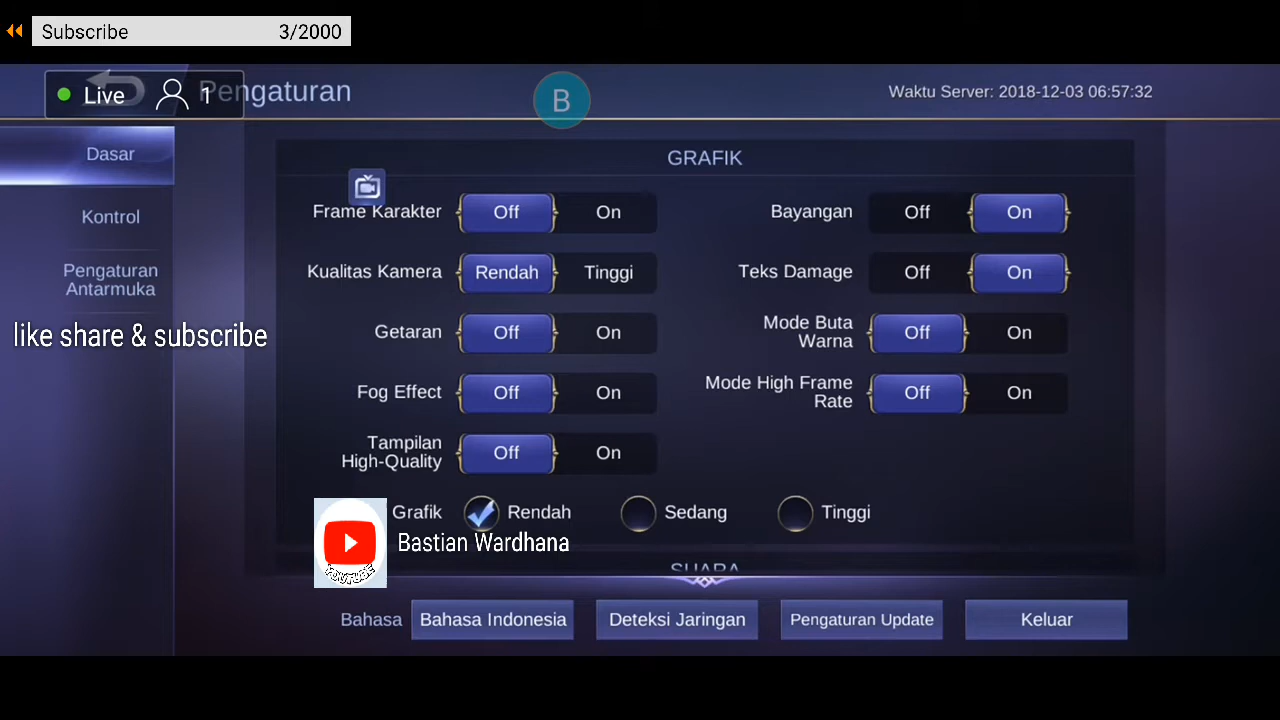 Subscribe 3/2000
Live 1 Pengaturan B Waktu Server: 2018-12-03 06:57:32
Dasar
Kontrol
Pengaturan
Antarmuka
like share & subscribe
GRAFIK
Frame Karakter Off On
Bayangan Off On
Kualitas Kamera Rendah Tinggi
Teks Damage Off On
Getaran Off On
Mode Buta
Warna Off On
Fog Effect Off On
Mode High Frame
Rate Off On
Tampilan
High-Quality Off On
Grafik Rendah Sedang Tinggi
YOUTUBE
Bastian Wardhana
SUARA
Bahasa Bahasa Indonesia Deteksi Jaringan Pengaturan Update Keluar